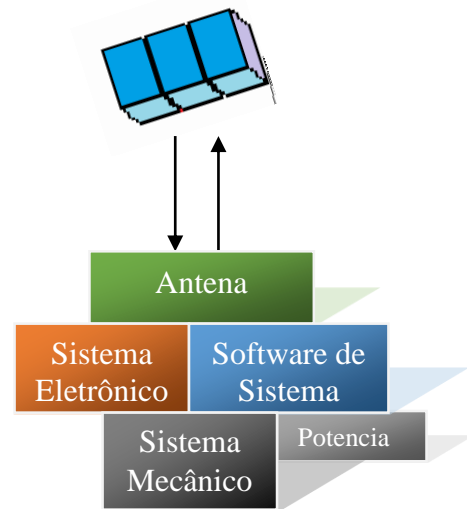 Antena
Sistema
Eletrônico
Software de
Sistema
Sistema
Mecânico
Potencia